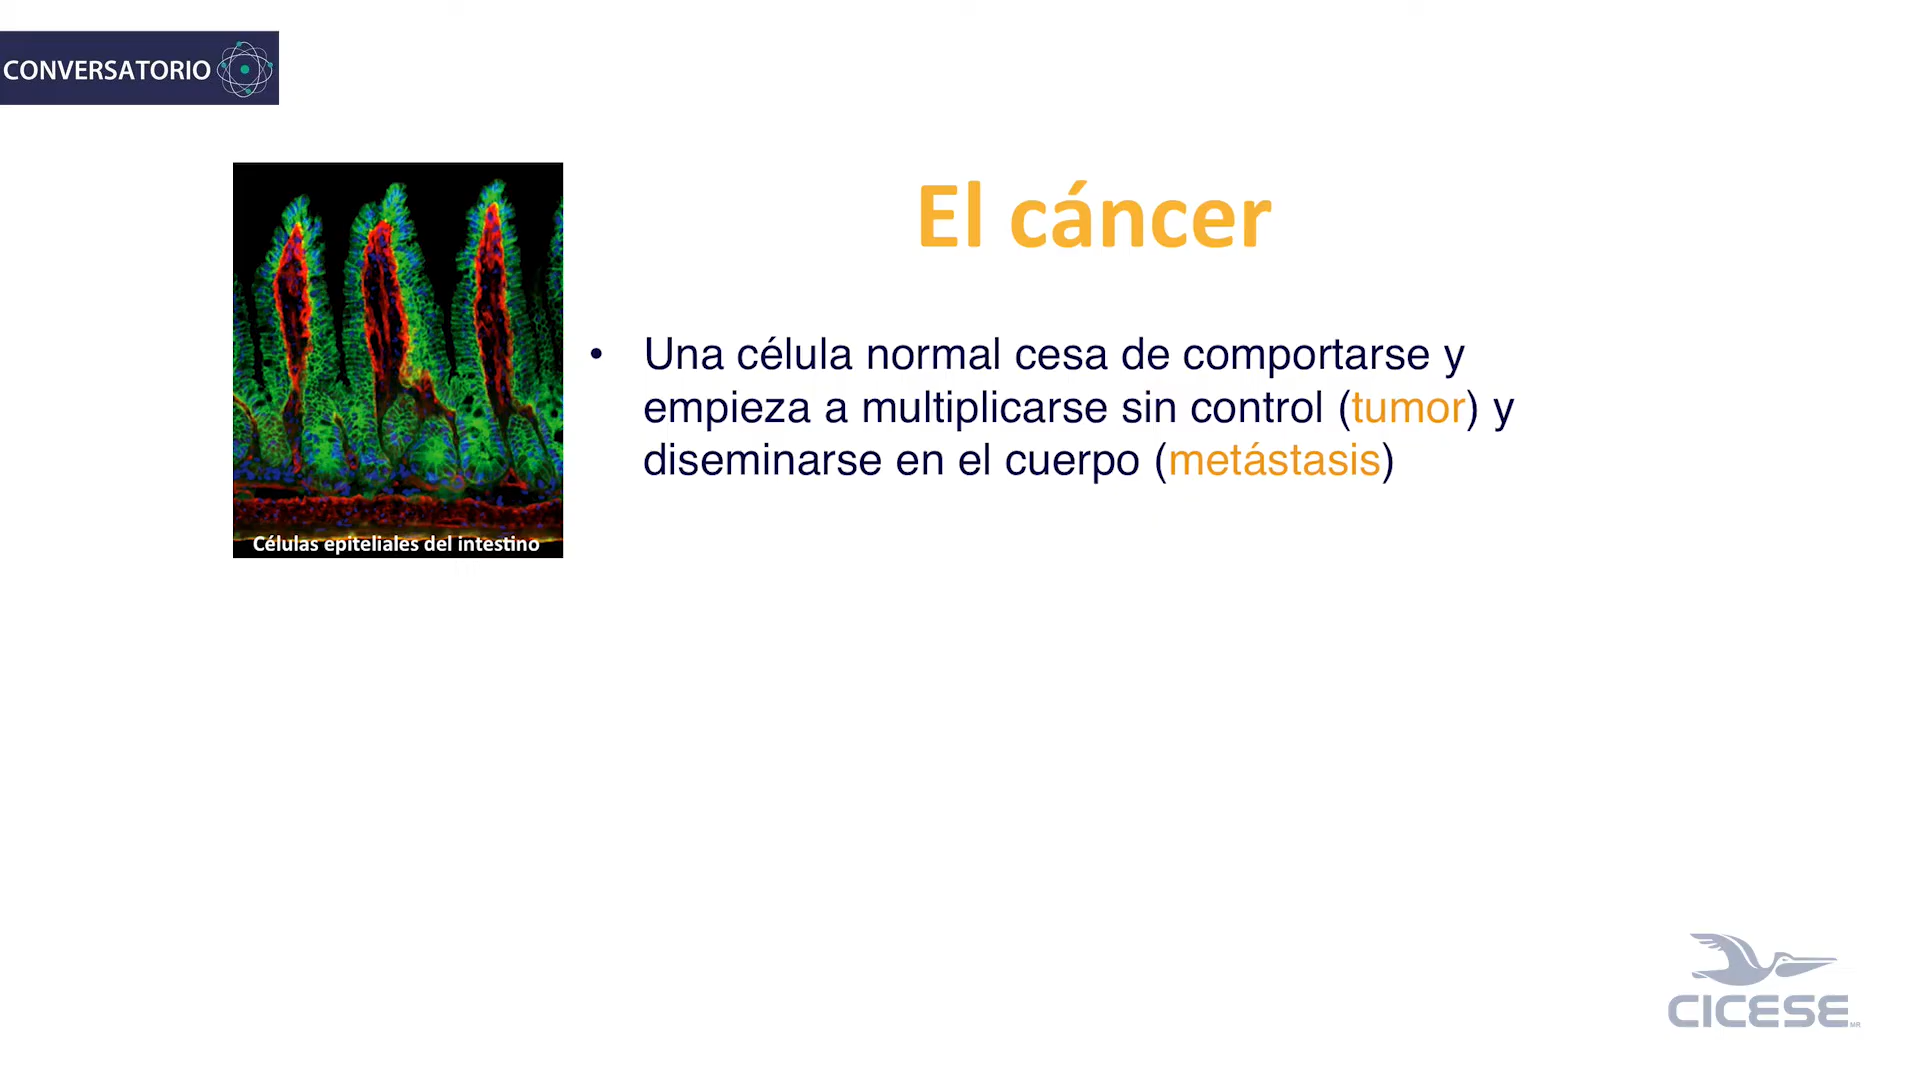 CONVERSATORIO
El cáncer
• Una célula normal cesa de comportarse y
empieza a multiplicarse sin control (tumor) y
diseminarse en el cuerpo (metástasis)
Células epiteliales del intestino
CICESE MR